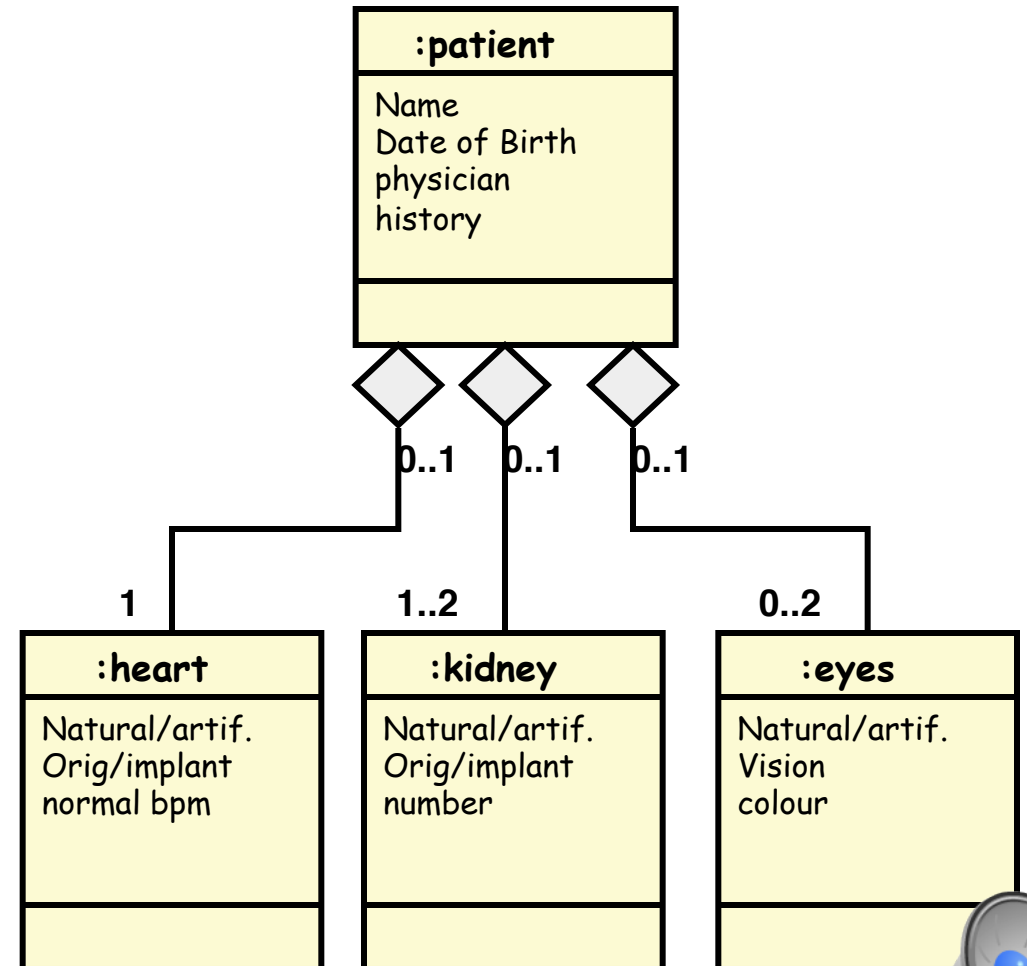 :patient
Name
Date of Birth
physician
history
0..1 0..1 0..1
1 1..2 0..2
:heart
Natural/artif.
Orig/implant
normal bpm
:kidney
Natural/artif.
Orig/implant
number
:eyes
Natural/artif.
Vision
colour